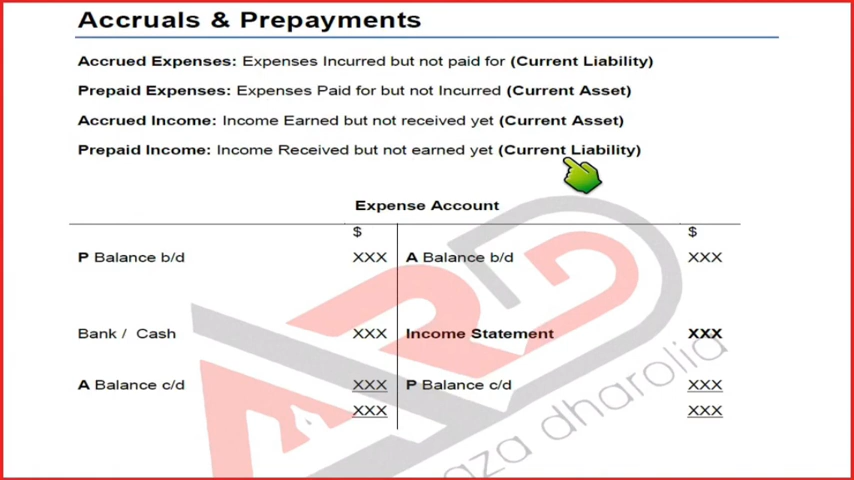 Accruals & Prepayments
Accrued Expenses: Expenses Incurred but not paid for (Current Liability)
Prepaid Expenses: Expenses Paid for but not Incurred (Current Asset)
Accrued Income: Income Earned but not received yet (Current Asset)
Prepaid Income: Income Received but not earned yet (Current Liability)
Expense Account
$ $
P Balance b/d XXX A Balance b/d XXX
Bank / Cash XXX Income Statement XXX
A Balance c/d XXX P Balance c/d XXX
XXX XXX
aza dharolia